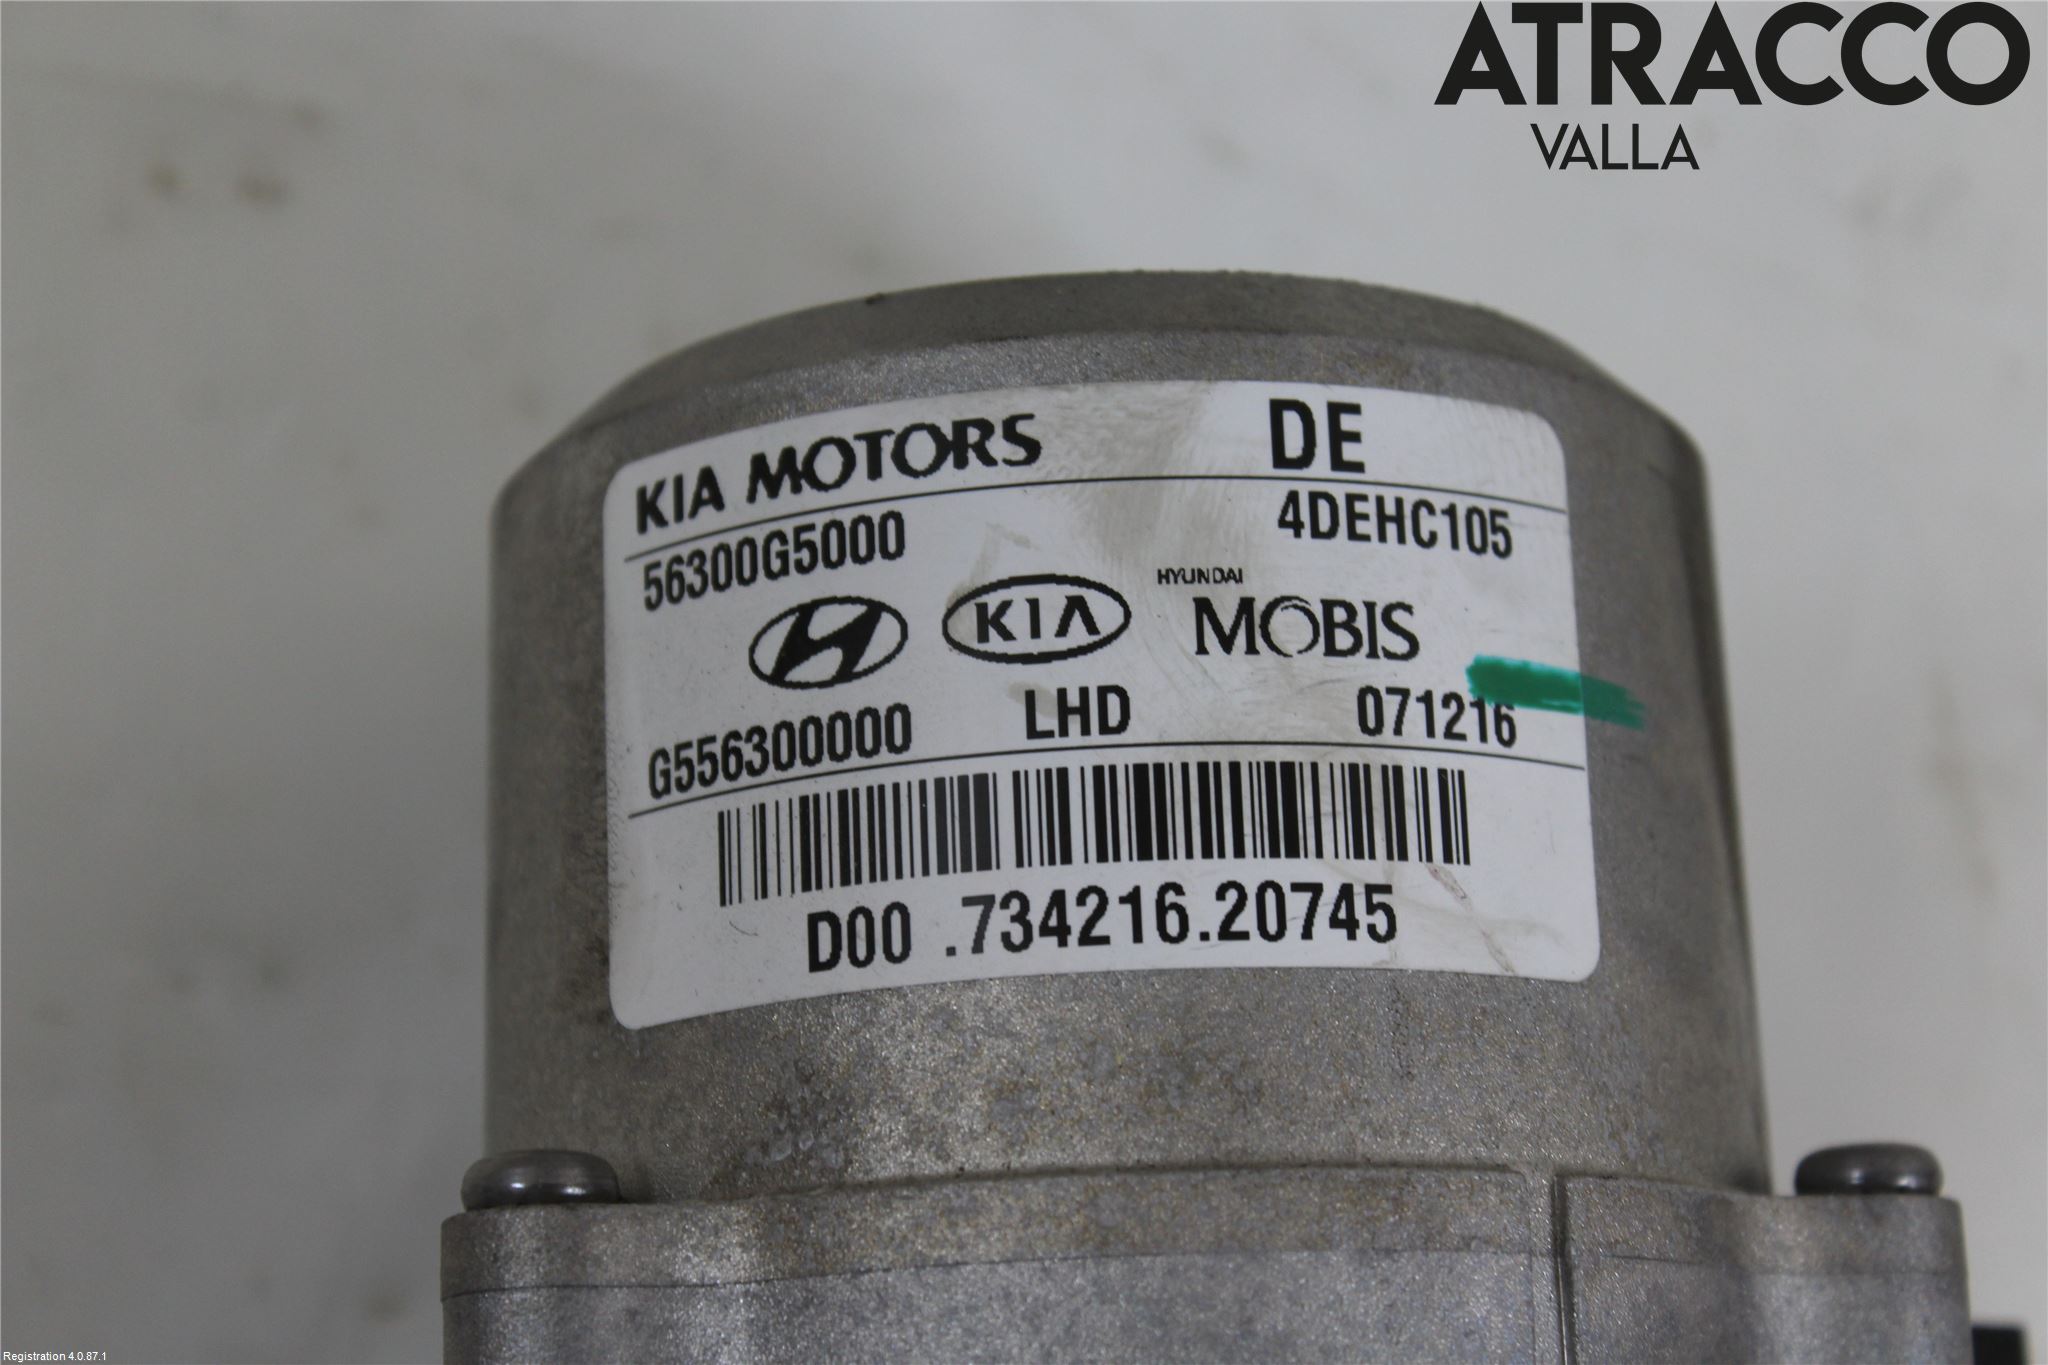 ATRACCO
VALLA
KIA MOTORS DE
56300G5000 4DEHC105
KIA HYUNDAI MOBIS
G556300000 LHD 071216
D00 .734216.20745
Registration 4.0.87.1